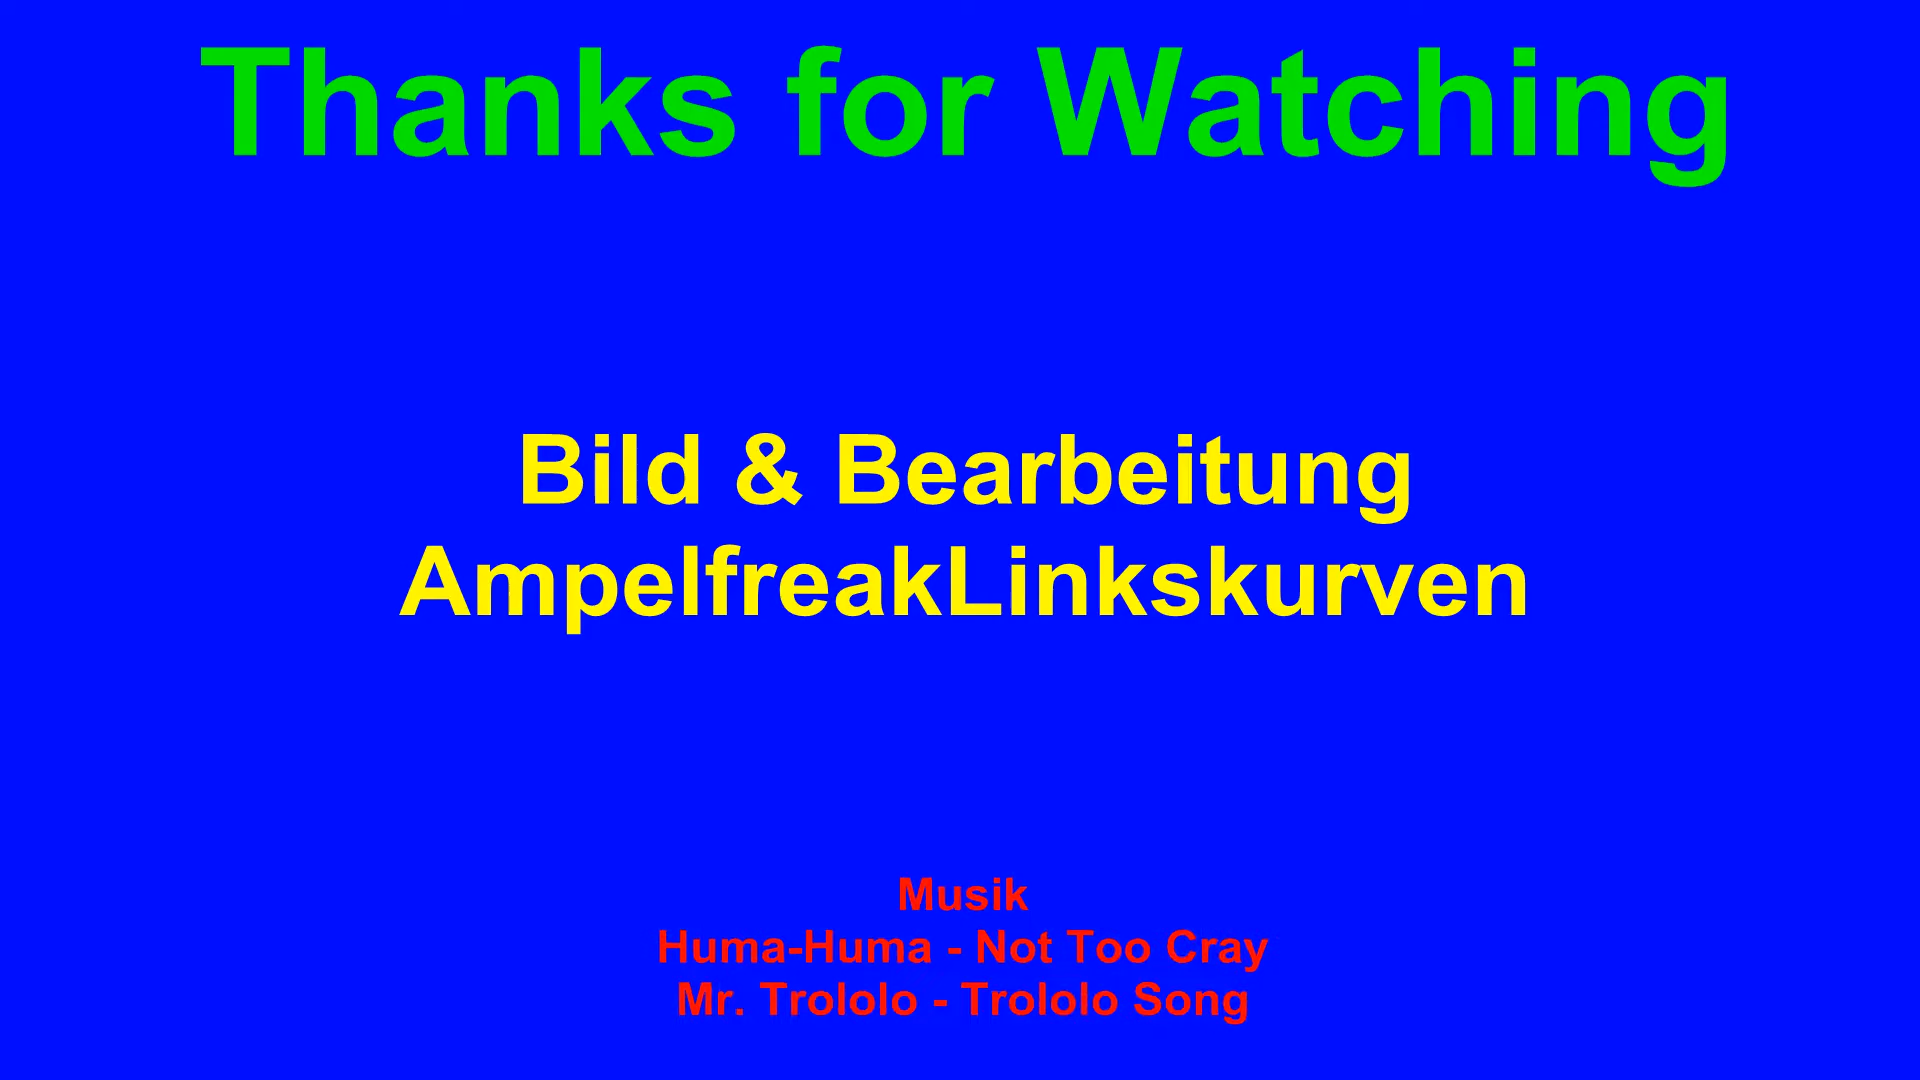 Thanks for Watching
Bild & Bearbeitung
AmpelfreakLinkskurven
Musik
Huma-Huma - Not Too Cray
Mr. Trololo - Trololo Song